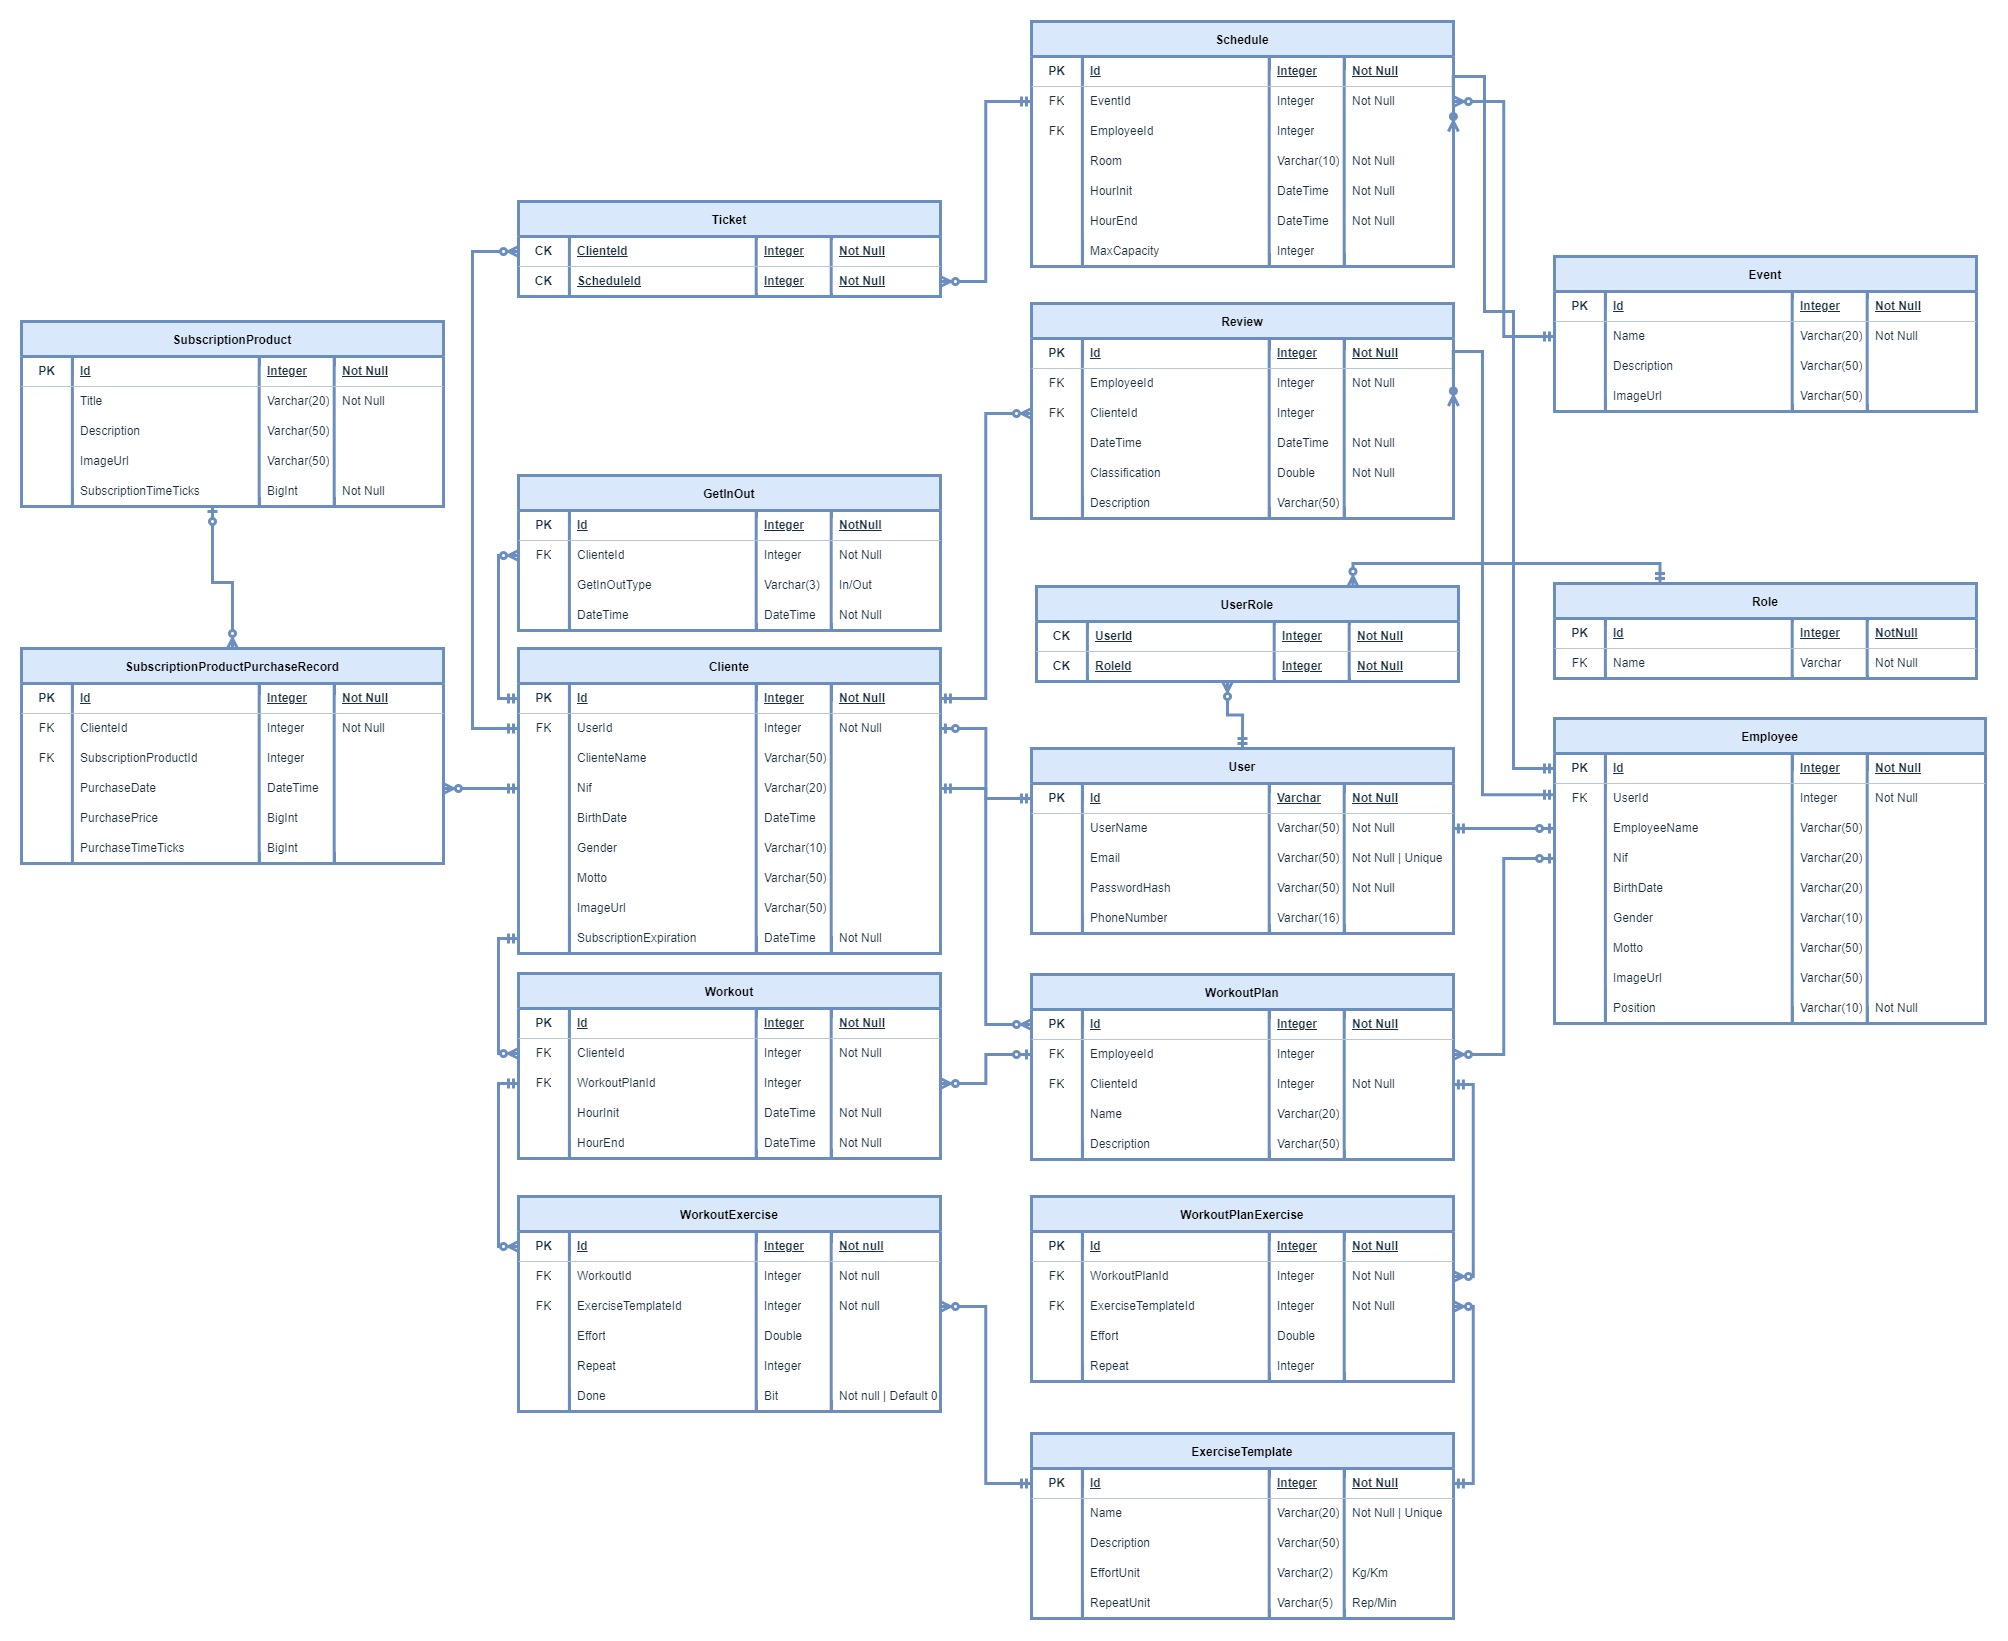 Schedule
PK Id Integer Not Null
FK EventId Integer Not Null
FK EmployeeId Integer
Room Varchar(10) Not Null
HourInit DateTime Not Null
HourEnd DateTime Not Null
MaxCapacity Integer
Ticket
CK ClienteId Integer Not Null
CK ScheduleId Integer Not Null
Event
PK Id Integer Not Null
Name Varchar(20) Not Null
Description Varchar(50)
ImageUrl Varchar(50)
SubscriptionProduct
PK Id Integer Not Null
Title Varchar(20) Not Null
Description Varchar(50)
ImageUrl Varchar(50)
SubscriptionTimeTicks BigInt Not Null
Review
PK Id Integer Not Null
FK EmployeeId Integer Not Null
FK ClienteId Integer
DateTime DateTime Not Null
Classification Double Not Null
Description Varchar(50)
GetInOut
PK Id Integer NotNull
FK ClienteId Integer Not Null
GetInOutType Varchar(3) In/Out
DateTime DateTime Not Null
UserRole
CK UserId Integer Not Null
CK RoleId Integer Not Null
Role
PK Id Integer NotNull
FK Name Varchar Not Null
SubscriptionProductPurchaseRecord
PK Id Integer Not Null
FK ClienteId Integer Not Null
FK SubscriptionProductId Integer
PurchaseDate DateTime
PurchasePrice BigInt
PurchaseTimeTicks BigInt
Cliente
PK Id Integer Not Null
FK UserId Integer Not Null
ClienteName Varchar(50)
Nif Varchar(20)
BirthDate DateTime
Gender Varchar(10)
Motto Varchar(50)
ImageUrl Varchar(50)
SubscriptionExpiration DateTime Not Null
User
PK Id Varchar Not Null
UserName Varchar(50) Not Null
Email Varchar(50) Not Null | Unique
PasswordHash Varchar(50) Not Null
PhoneNumber Varchar(16)
Employee
PK Id Integer Not Null
FK UserId Integer Not Null
EmployeeName Varchar(50)
Nif Varchar(20)
BirthDate Varchar(20)
Gender Varchar(10)
Motto Varchar(50)
ImageUrl Varchar(50)
Position Varchar(10) Not Null
Workout
PK Id Integer Not Null
FK ClienteId Integer Not Null
FK WorkoutPlanId Integer
HourInit DateTime Not Null
HourEnd DateTime Not Null
WorkoutPlan
PK Id Integer Not Null
FK EmployeeId Integer
FK ClienteId Integer Not Null
Name Varchar(20)
Description Varchar(50)
WorkoutExercise
PK Id Integer Not null
FK WorkoutId Integer Not null
FK ExerciseTemplateId Integer Not null
Effort Double
Repeat Integer
Done Bit Not null | Default 0
WorkoutPlanExercise
PK Id Integer Not Null
FK WorkoutPlanId Integer Not Null
FK ExerciseTemplateId Integer Not Null
Effort Double
Repeat Integer
ExerciseTemplate
PK Id Integer Not Null
Name Varchar(20) Not Null | Unique
Description Varchar(50)
EffortUnit Varchar(2) Kg/Km
RepeatUnit Varchar(5) Rep/Min